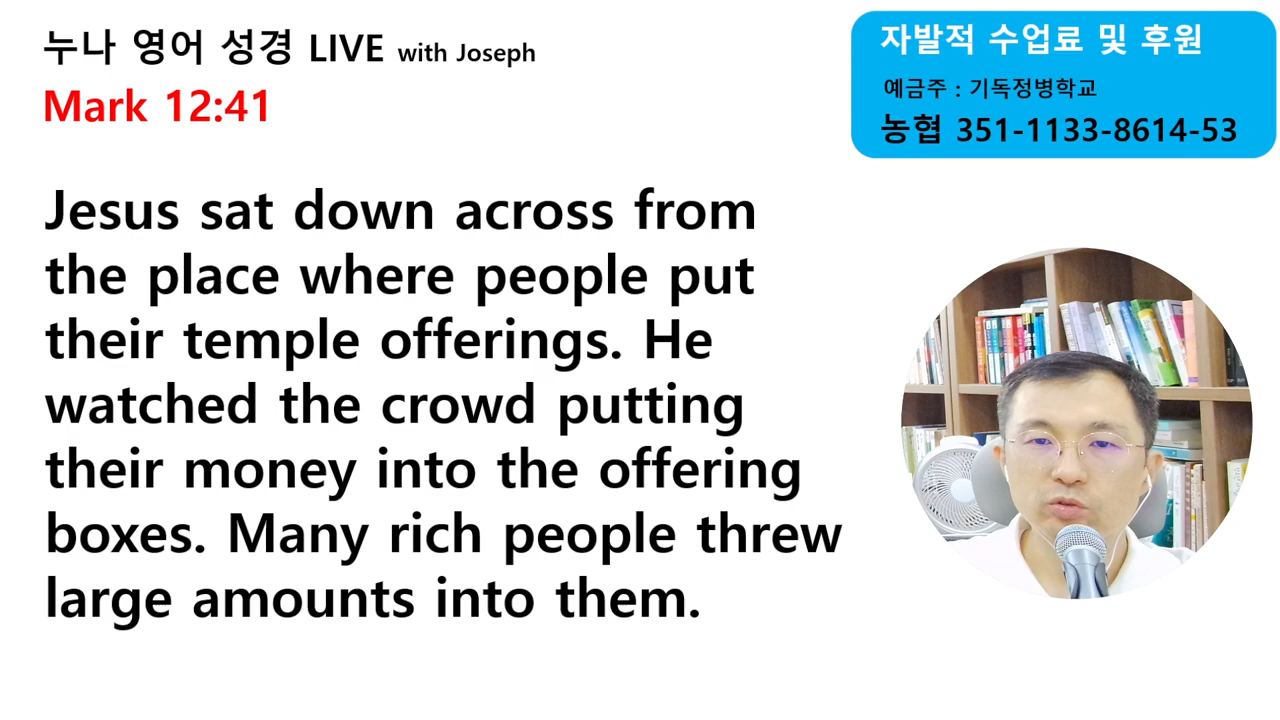 누나 영어 성경 LIVE with Joseph
Mark 12:41
자발적 수업료 및 후원
예금주 : 기독정병학교
농협 351-1133-8614-53
Jesus sat down across from
the place where people put
their temple offerings. He
watched the crowd putting
their money into the offering
boxes. Many rich people threw
large amounts into them.